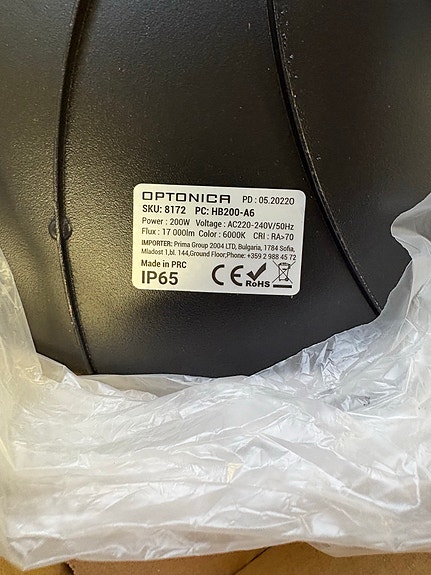 OPTONICA PD : 05.2022O
SKU: 8172 PC: HB200-A6
Power : 200W Voltage : AC220-240V/50Hz
Flux : 17 000lm Color : 6000K CRI : RA>70
IMPORTER: Prima Group 2004 LTD, Bulgaria, 1784 Sofia,
Mladost 1,bl. 144,Ground Floor;Phone: +359 2 988 45 72
Made in PRC
IP65 CE RoHS